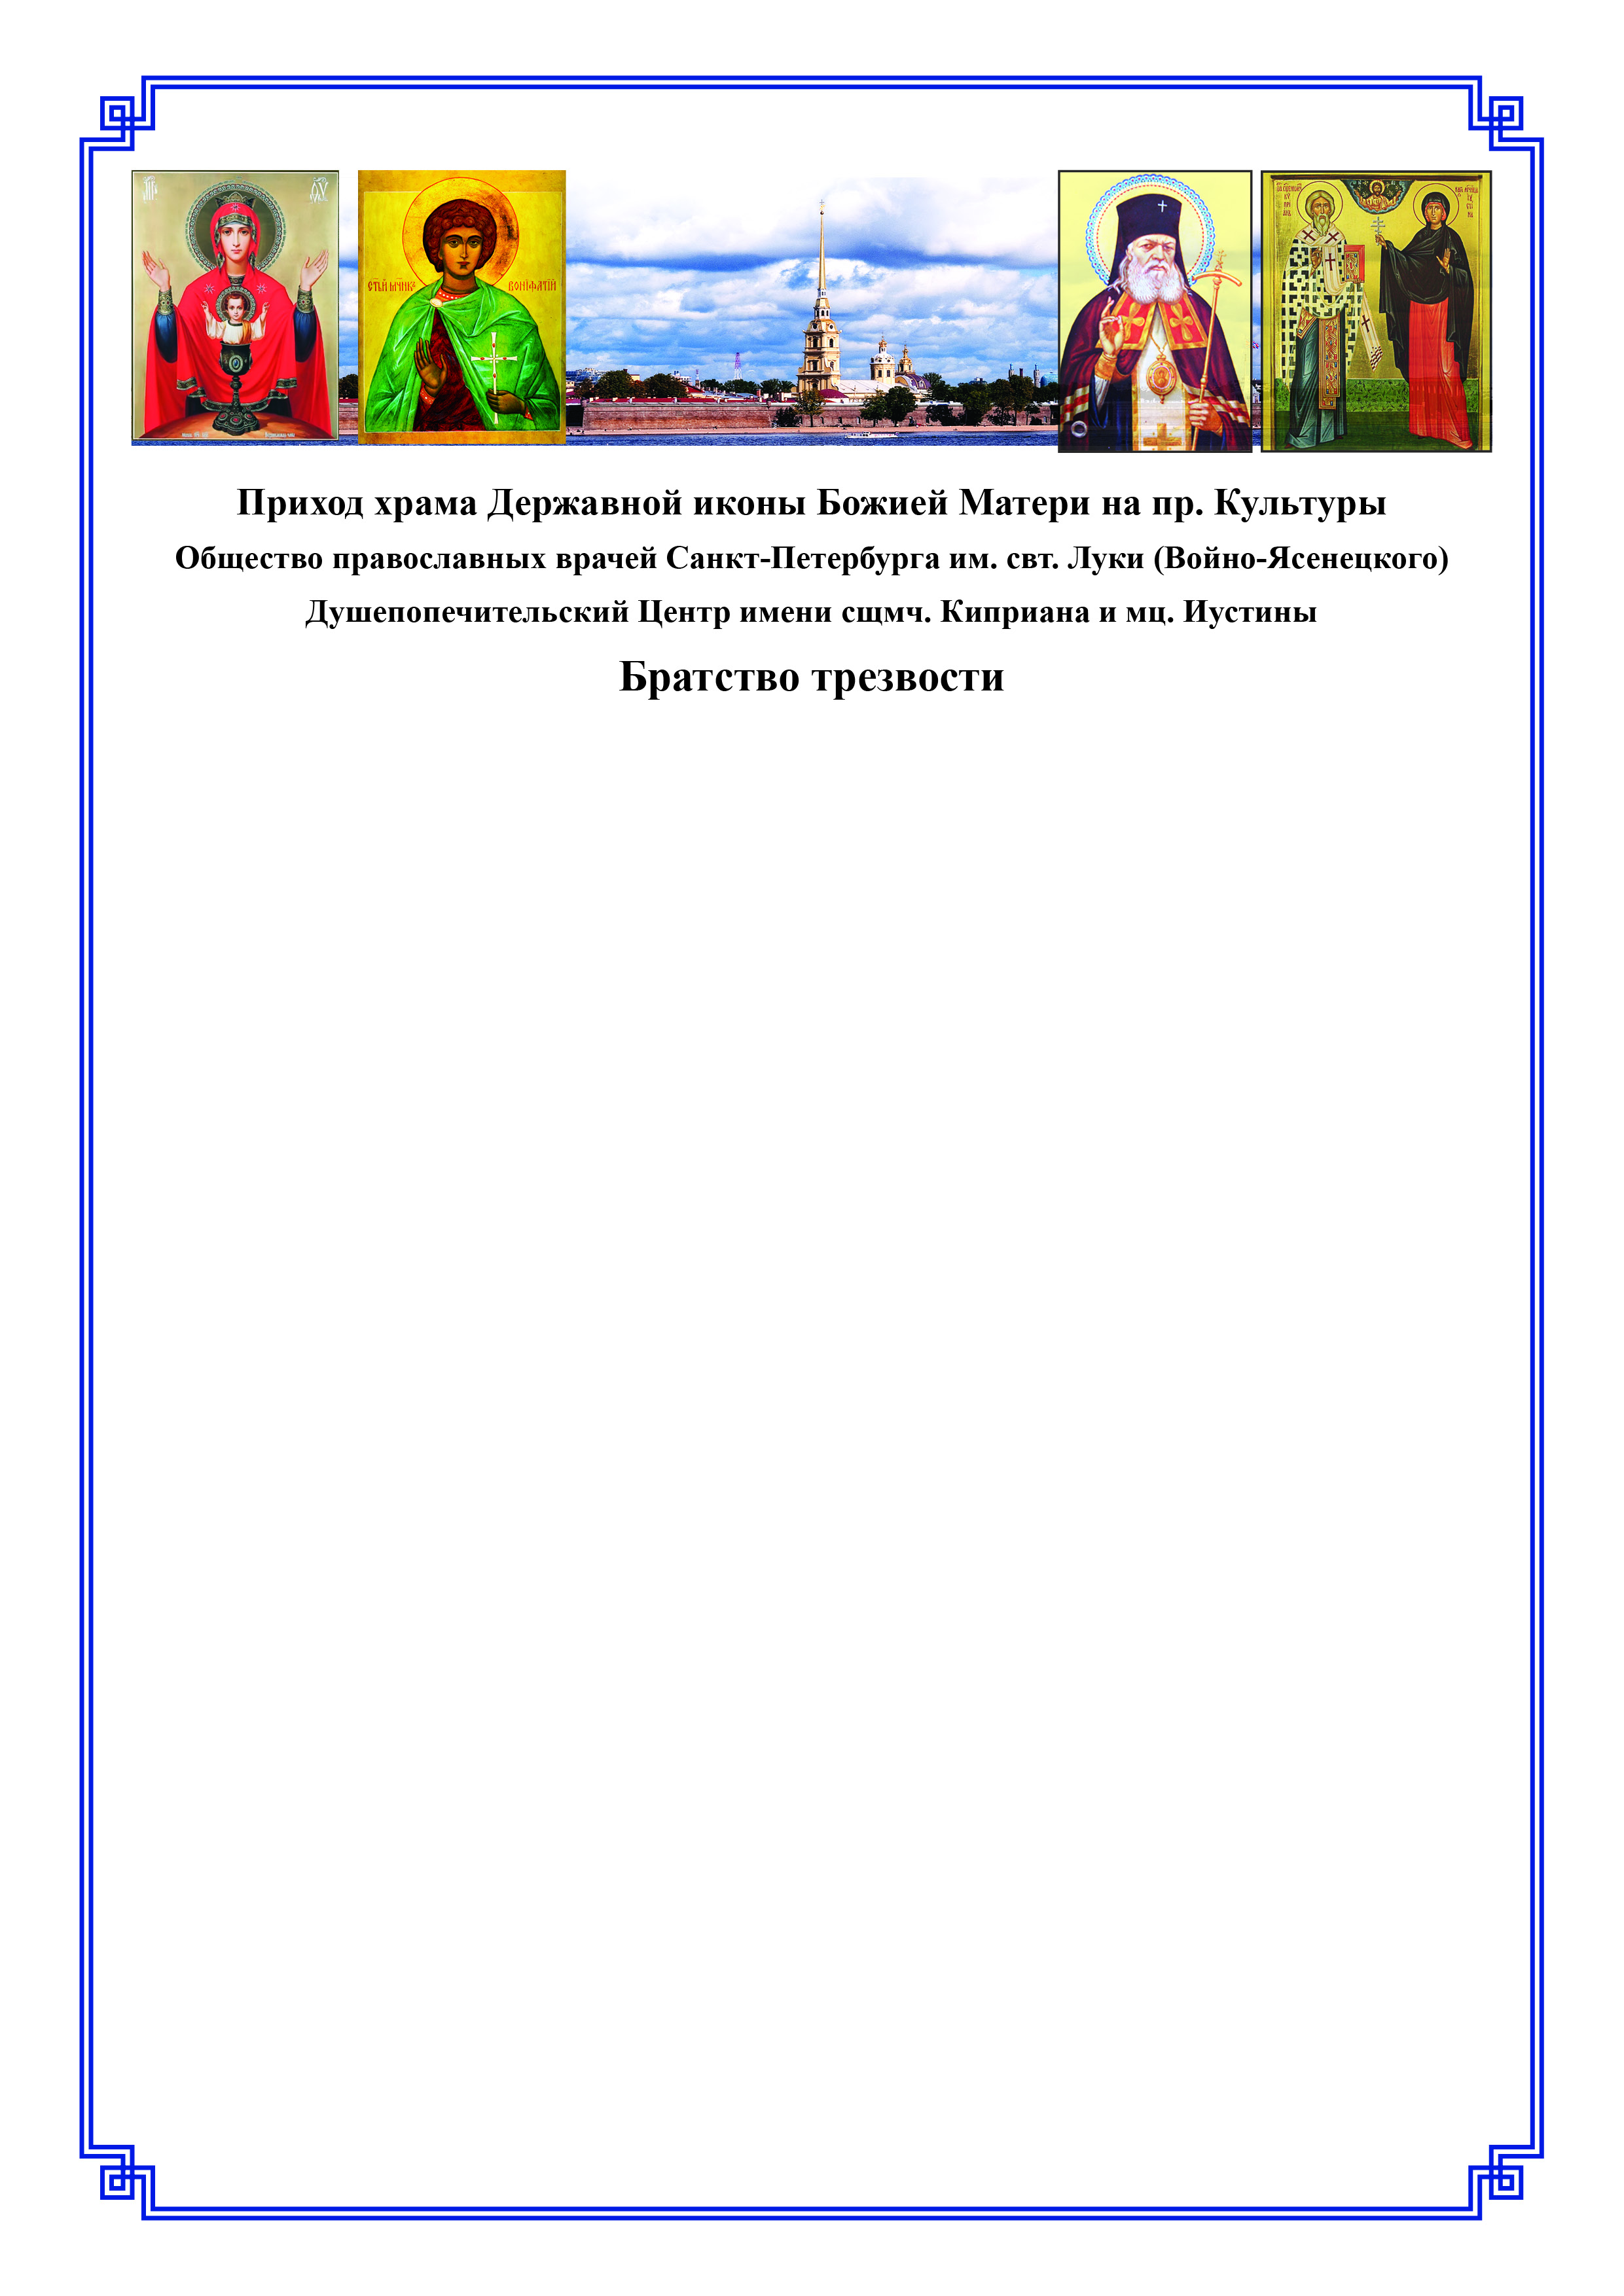 Приход храма Державной иконы Божией Матери на пр. Культуры
Общество православных врачей Санкт-Петербурга им. свт. Луки (Войно-Ясенецкого)
Душепопечительский Центр имени сщмч. Киприана и мц. Иустины
Братство трезвости